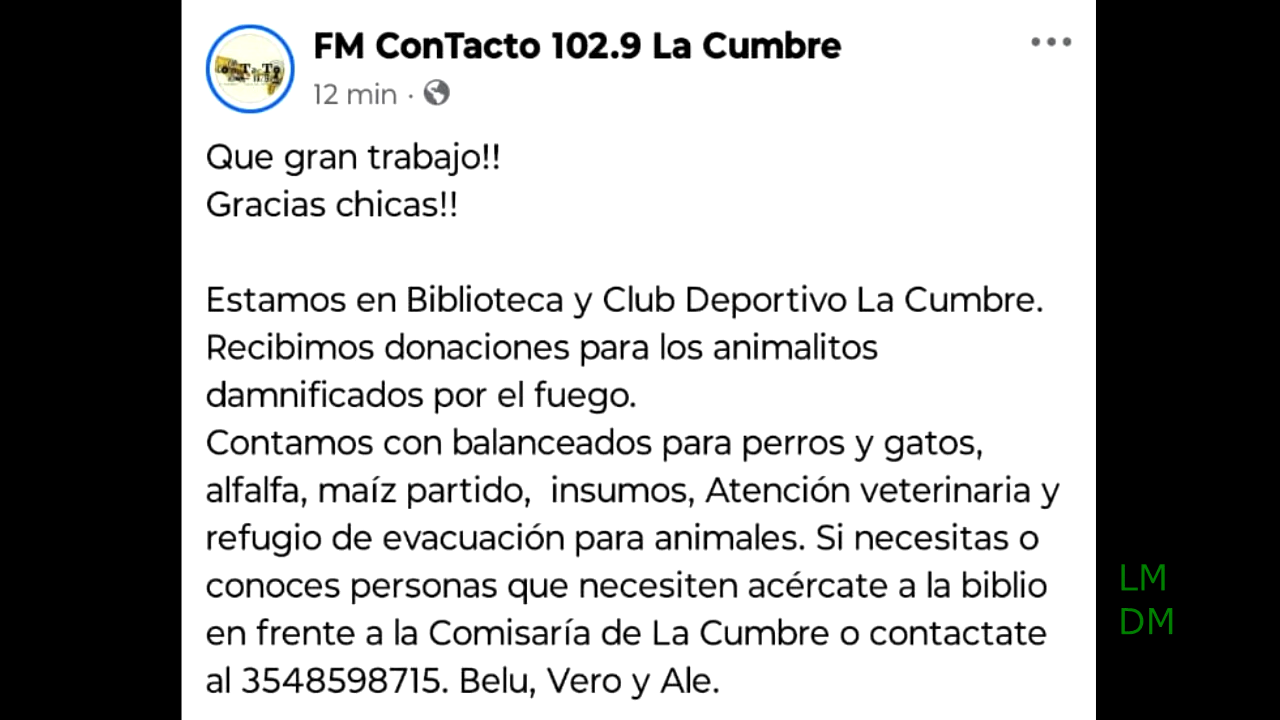 FM ConTacto 102.9 La Cumbre
12 min ·
Que gran trabajo!!
Gracias chicas!!
Estamos en Biblioteca y Club Deportivo La Cumbre.
Recibimos donaciones para los animalitos
damnificados por el fuego.
Contamos con balanceados para perros y gatos,
alfalfa, maíz partido,  insumos, Atención veterinaria y
refugio de evacuación para animales. Si necesitas o
conoces personas que necesiten acércate a la biblio
en frente a la Comisaría de La Cumbre o contactate
al 3548598715. Belu, Vero y Ale.
LM
DM